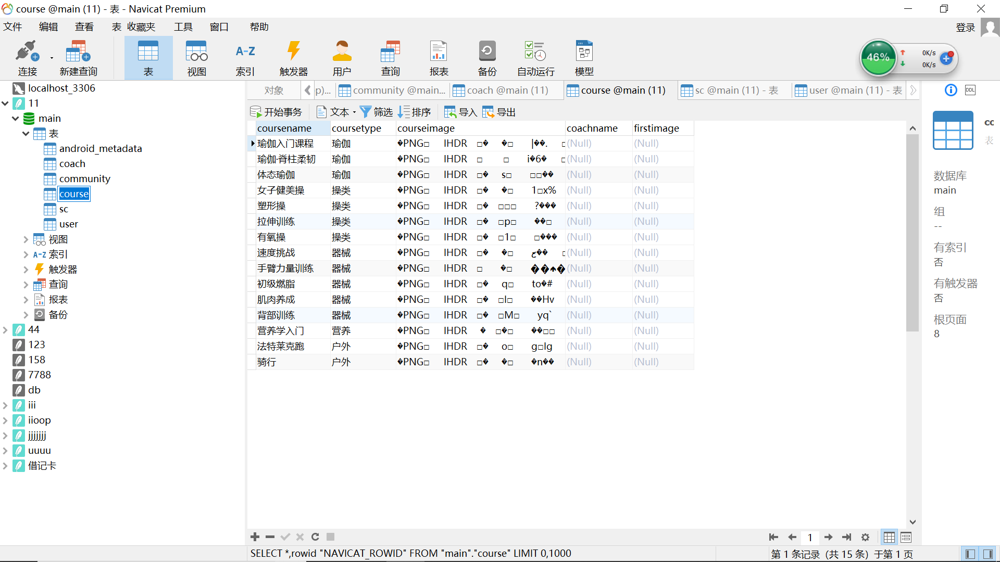 course @main (11) - 表 - Navicat Premium
文件 编辑 查看 表 收藏夹 工具 窗口 帮助 登录
连接 新建查询 表 视图 A-Z 索引 触发器 用户 查询 报表 备份 自动运行 模型
46% 0K/s
0K/s
localhost_3306
11
main
表
android_metadata
coach
community
course
sc
user
视图
A-Z 索引
触发器
查询
报表
备份
44
123
158
7788
db
iii
iioop
jjjjjjj
uuuu
借记卡
对象 p)... community @main... coach @main (11) course @main (11) sc @main (11) - 表 user @main (11) - 表 DDL
开始事务 文本 筛选 排序 导入 导出
coursename coursetype courseimage coachname firstimage
瑜伽入门课程 瑜伽 �PNG□ IHDR □� �□ |��. (Null) (Null)
瑜伽·脊柱柔韧 瑜伽 �PNG□ IHDR □ □ i�6� (Null) (Null)
体态瑜伽 瑜伽 �PNG□ IHDR □� s□ □□�� (Null) (Null)
女子健美操 操类 �PNG□ IHDR □� �□ 1□x% (Null) (Null)
塑形操 操类 �PNG□ IHDR □� □□□ ?��� (Null) (Null)
拉伸训练 操类 �PNG□ IHDR □� □p□ ��□ (Null) (Null)
有氧操 操类 �PNG□ IHDR □� □1□ □��� (Null) (Null)
速度挑战 器械 �PNG□ IHDR □� �□ ح�� (Null) (Null)
手臂力量训练 器械 �PNG□ IHDR □ �□ �� � (Null) (Null)
初级燃脂 器械 �PNG□ IHDR □� q□ to�# (Null) (Null)
肌肉养成 器械 �PNG□ IHDR □� □l□ ��Hv (Null) (Null)
背部训练 器械 �PNG□ IHDR □� □M□ yq` (Null) (Null)
营养学入门 营养 �PNG□ IHDR � □�□ ��□□ (Null) (Null)
法特莱克跑 户外 �PNG□ IHDR □� o□ g□lg (Null) (Null)
骑行 户外 �PNG□ IHDR □� �□ �n�� (Null) (Null)
表
数据库
main
组
--
有索引
否
有触发器
否
根页面
8
1
SELECT *,rowid "NAVICAT_ROWID" FROM "main"."course" LIMIT 0,1000
第 1 条记录 (共 15 条) 于第 1 页